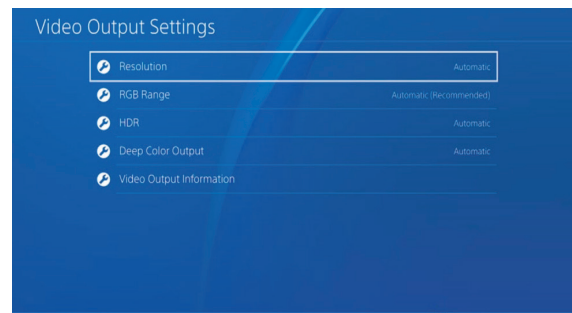 Video Output Settings
Resolution Automatic
RGB Range Automatic (Recommended)
HDR Automatic
Deep Color Output Automatic
Video Output Information